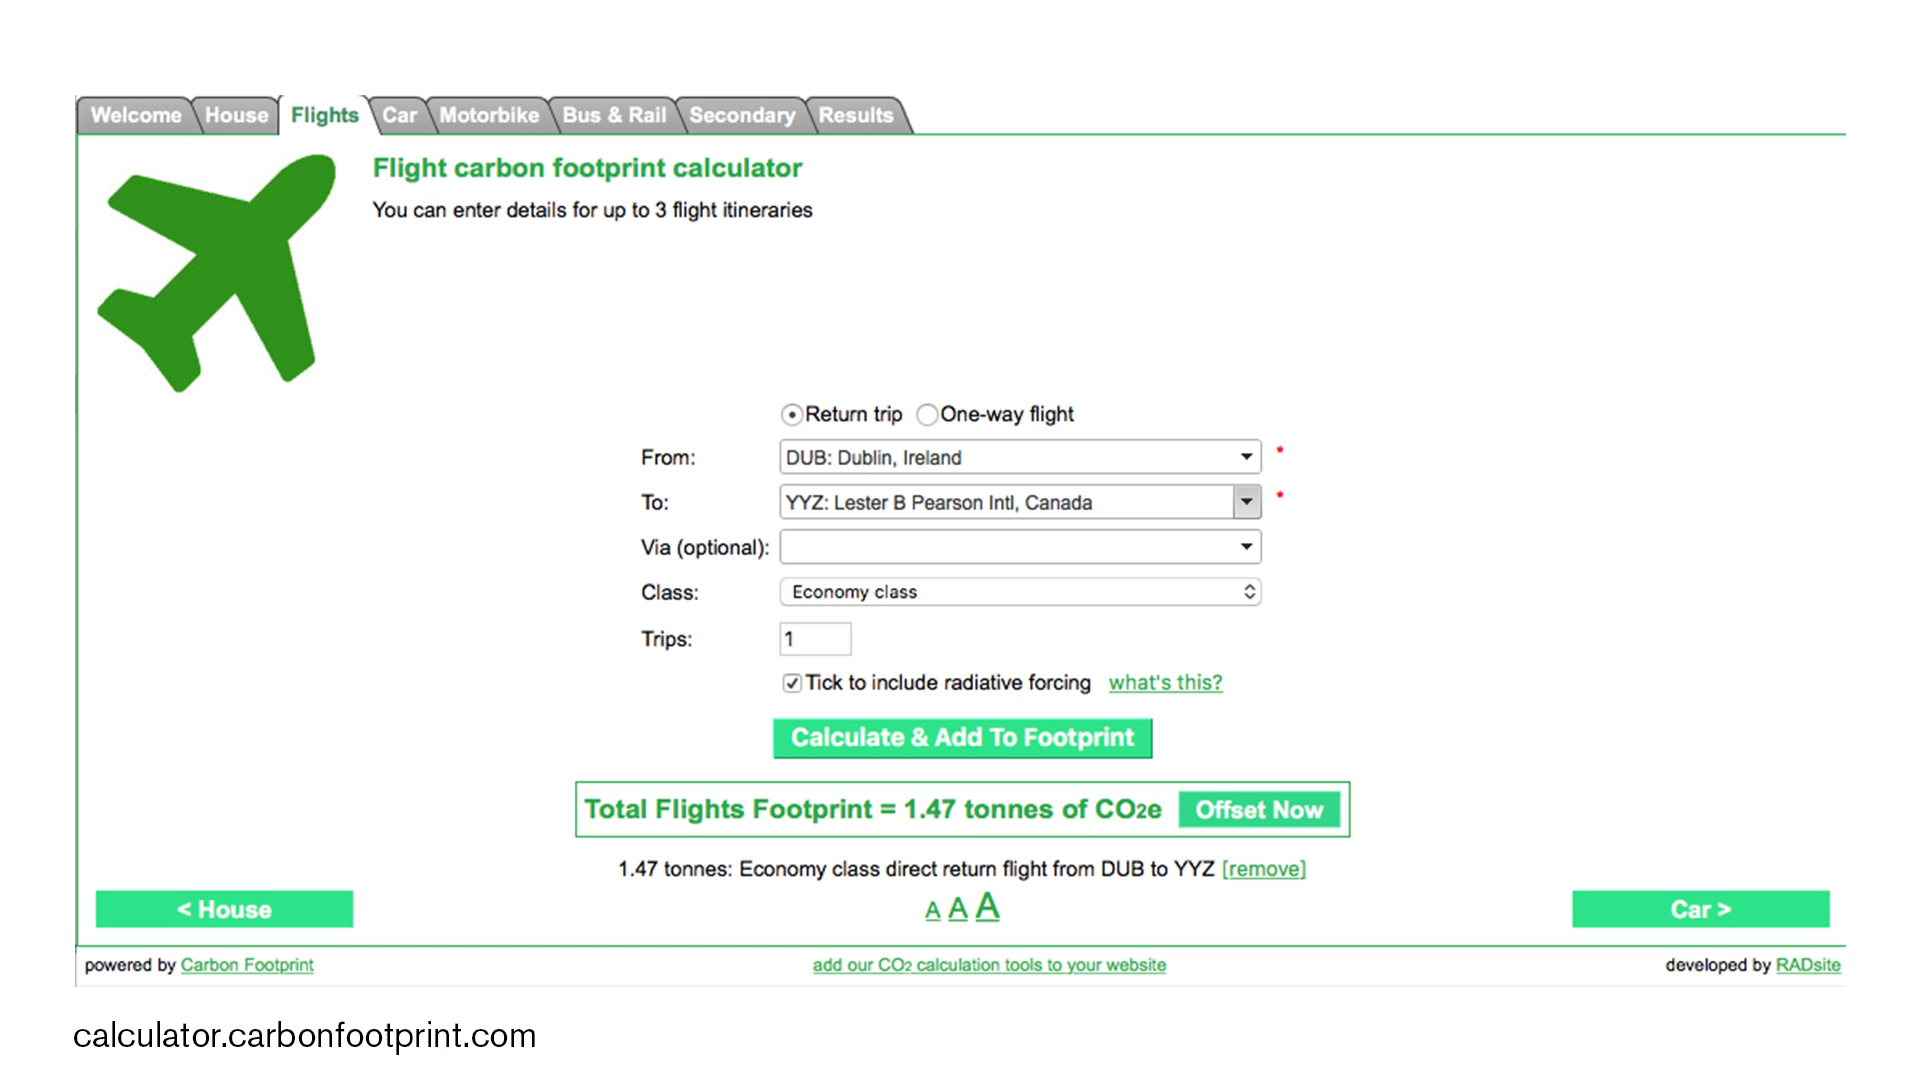 Welcome House Flights Car Motorbike Bus & Rail Secondary Results
Flight carbon footprint calculator
You can enter details for up to 3 flight itineraries
Return trip One-way flight
From: DUB: Dublin, Ireland *
To: YYZ: Lester B Pearson Intl, Canada *
Via (optional):
Class: Economy class
Trips: 1
Tick to include radiative forcing what's this?
Calculate & Add To Footprint
Total Flights Footprint = 1.47 tonnes of CO2e Offset Now
1.47 tonnes: Economy class direct return flight from DUB to YYZ [remove]
< House A A A Car >
powered by Carbon Footprint add our CO2 calculation tools to your website developed by RADsite
calculator.carbonfootprint.com